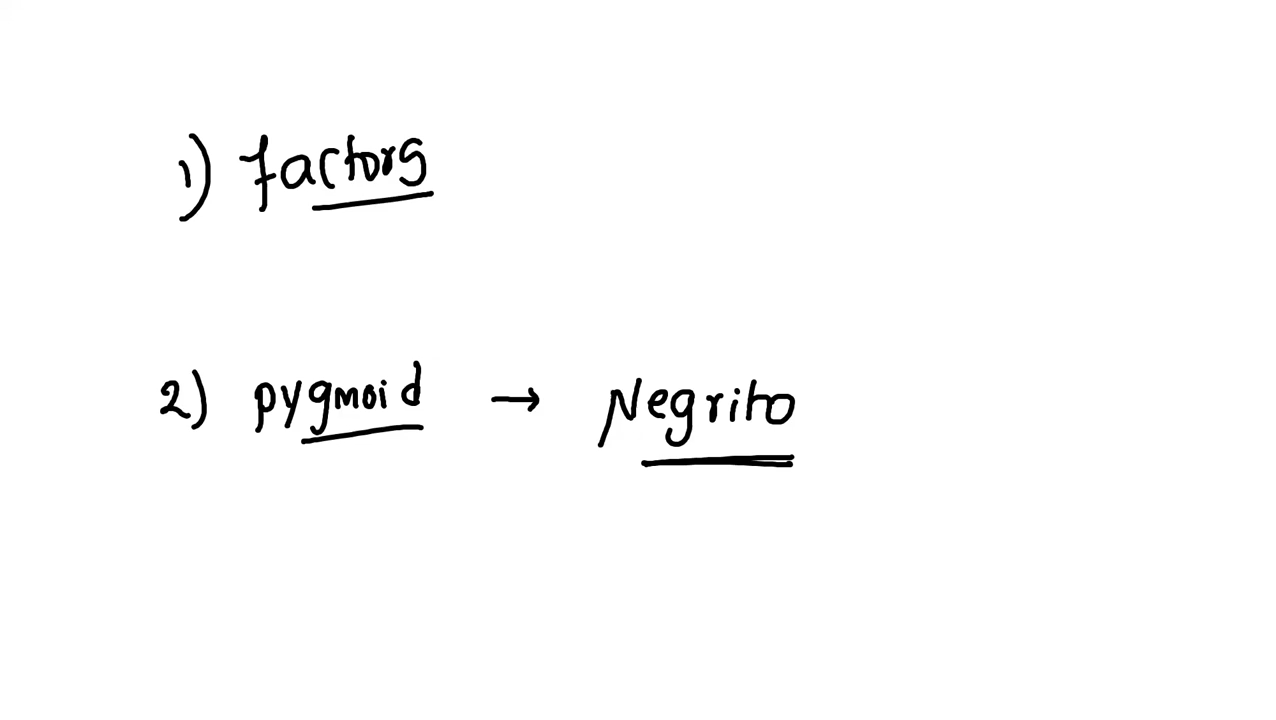 1) factors
2) pygmoid → Negrito